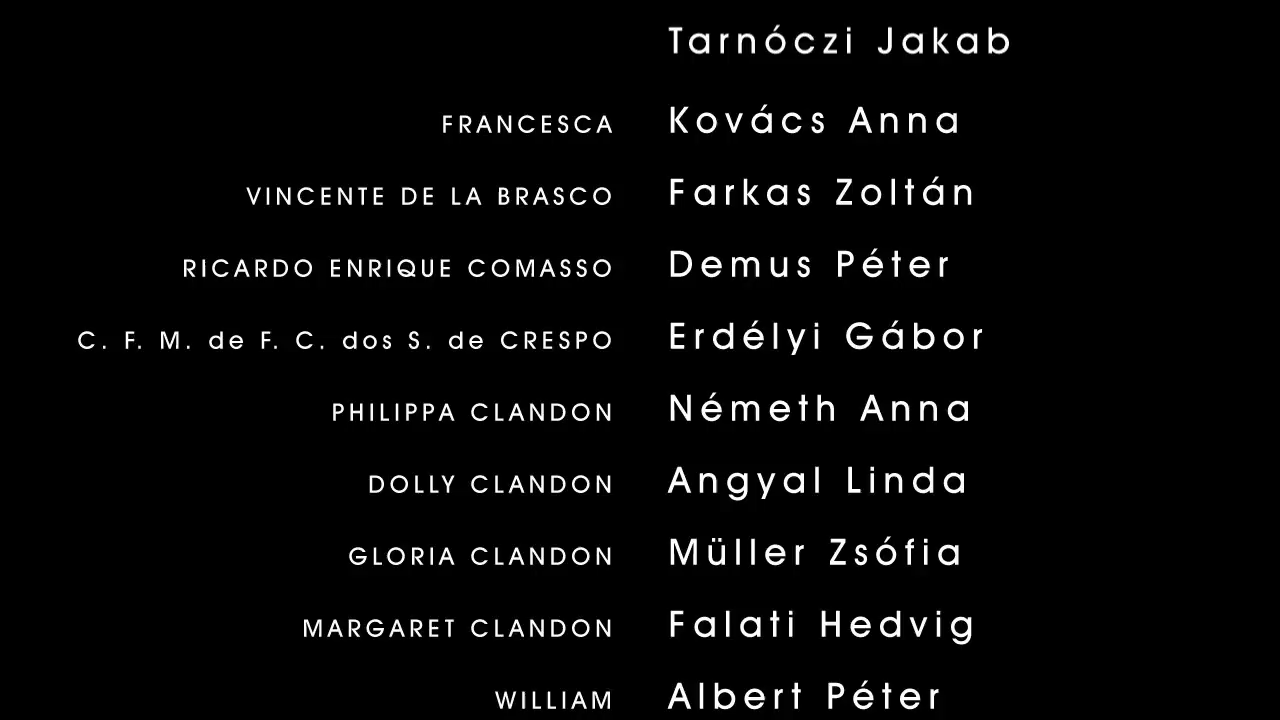 Tarnóczi Jakab
FRANCESCA Kovács Anna
VINCENTE DE LA BRASCO Farkas Zoltán
RICARDO ENRIQUE COMASSO Demus Péter
C. F. M. de F. C. dos S. de CRESPO Erdélyi Gábor
PHILIPPA CLANDON Németh Anna
DOLLY CLANDON Angyal Linda
GLORIA CLANDON Müller Zsófia
MARGARET CLANDON Falati Hedvig
WILLIAM Albert Péter